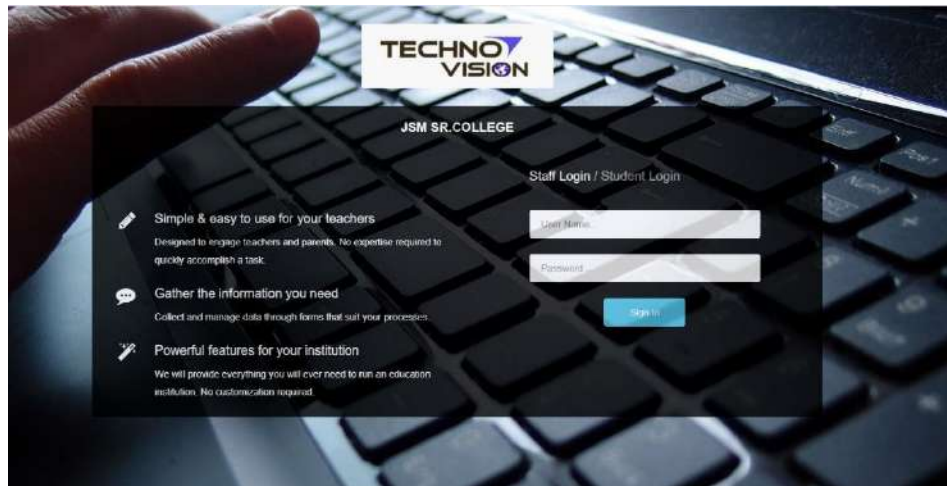 TECHNO
VISION
JSM SR.COLLEGE
Staff Login / Student Login
Simple & easy to use for your teachers
Designed to engage teachers and parents. No expertise required to
quickly accomplish a task.
Gather the information you need
Collect and manage data through forms that suit your processes.
Powerful features for your institution
We will provide everything you will ever need to run an education
institution. No customization required.
User Name..
Password..
Sign In
End